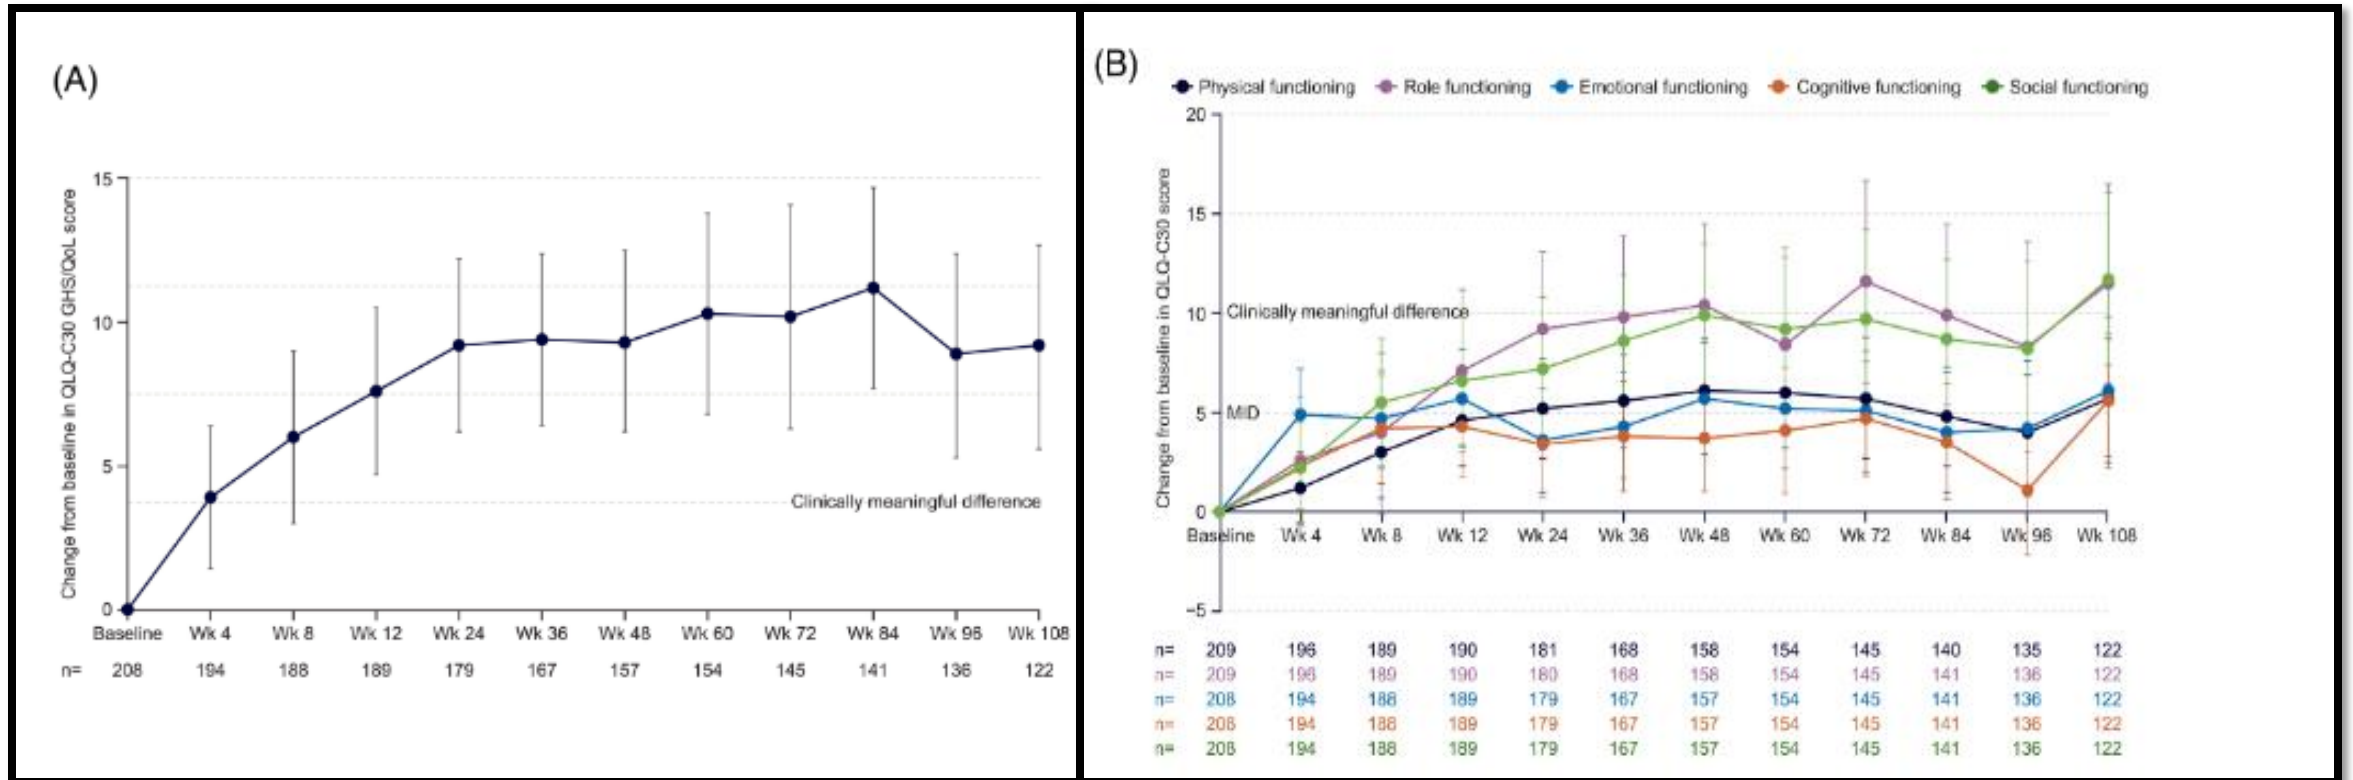 (A)
Change from baseline in QLQ-C30 GHS/QoL score
15
10
5
0
Clinically meaningful difference
Baseline Wk 4 Wk 8 Wk 12 Wk 24 Wk 36 Wk 48 Wk 60 Wk 72 Wk 84 Wk 96 Wk 108
n= 208 194 188 189 179 167 157 154 145 141 136 122
(B)
Physical functioning Role functioning Emotional functioning Cognitive functioning Social functioning
Change from baseline in QLQ-C30 score
20
15
10
Clinically meaningful difference
5
MID
0
Baseline Wk 4 Wk 8 Wk 12 Wk 24 Wk 36 Wk 48 Wk 60 Wk 72 Wk 84 Wk 96 Wk 108
−5
n= 209 196 189 190 181 168 158 154 145 140 135 122
n= 209 196 189 190 180 168 158 154 145 141 136 122
n= 208 194 188 189 179 167 157 154 145 141 136 122
n= 208 194 188 189 179 167 157 154 145 141 136 122
n= 208 194 188 189 179 167 157 154 145 141 136 122